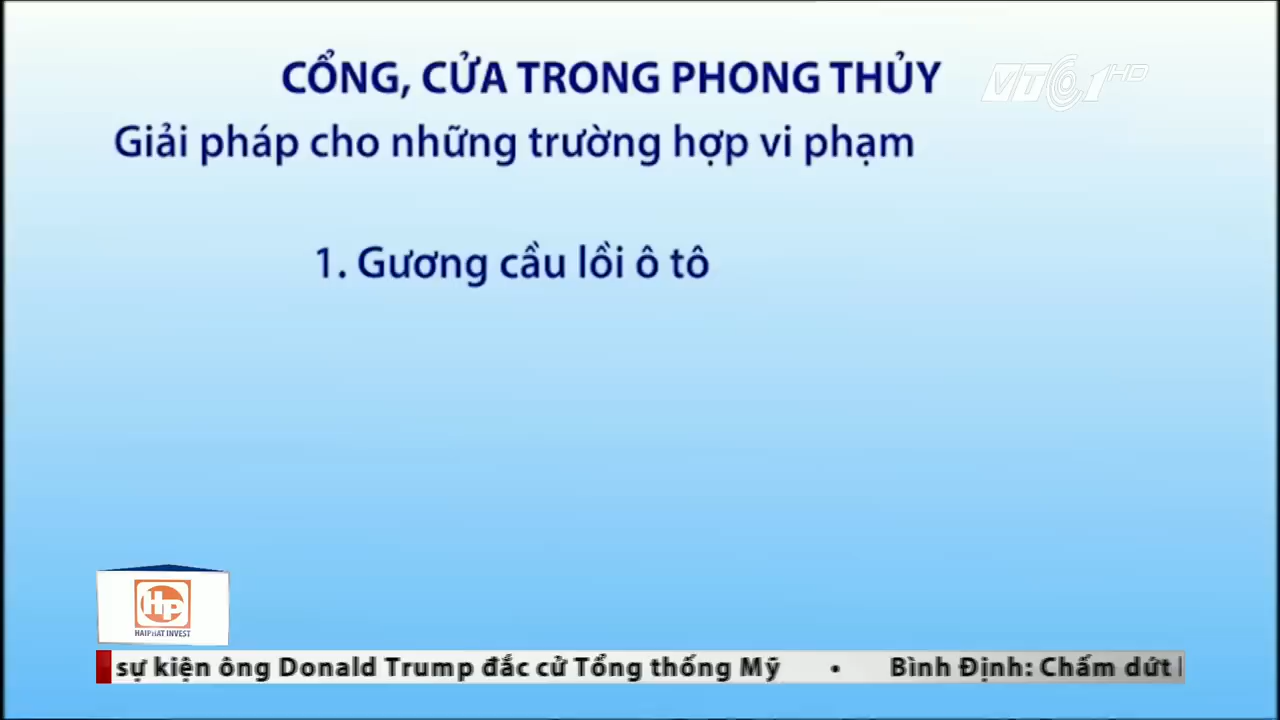 CỔNG, CỬA TRONG PHONG THỦY
VTC1 HD
Giải pháp cho những trường hợp vi phạm
1. Gương cầu lồi ô tô
HP
HAIPHAT INVEST
sự kiện ông Donald Trump đắc cử Tổng thống Mỹ • Bình Định: Chấm dứt